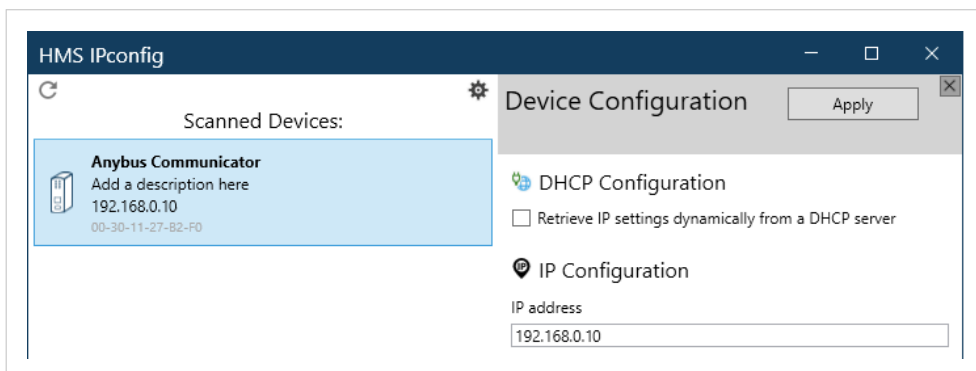 HMS IPconfig
Scanned Devices:
Anybus Communicator
Add a description here
192.168.0.10
00-30-11-27-B2-F0
Device Configuration
Apply
DHCP Configuration
Retrieve IP settings dynamically from a DHCP server
IP
IP Configuration
IP address
192.168.0.10